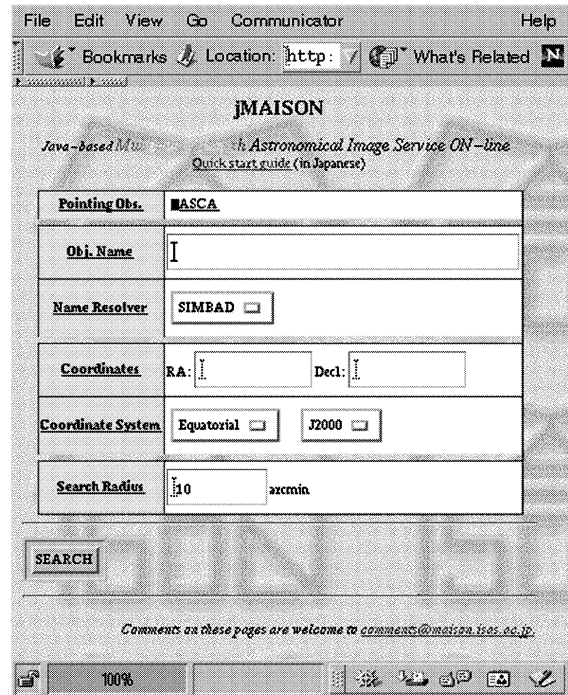 File Edit View Go Communicator Help
Bookmarks Location: http: What's Related N
jMAISON
Java-based Mu th Astronomical Image Service ON-line
Quick start guide (in Japanese)
Pointing Obs. ASCA
Obj. Name
Name Resolver SIMBAD
Coordinates RA: Decl:
Coordinate System Equatorial J2000
Search Radius 10 arcmin
SEARCH
Comments on these pages are welcome to comments@maison.isas.ac.jp.
100%